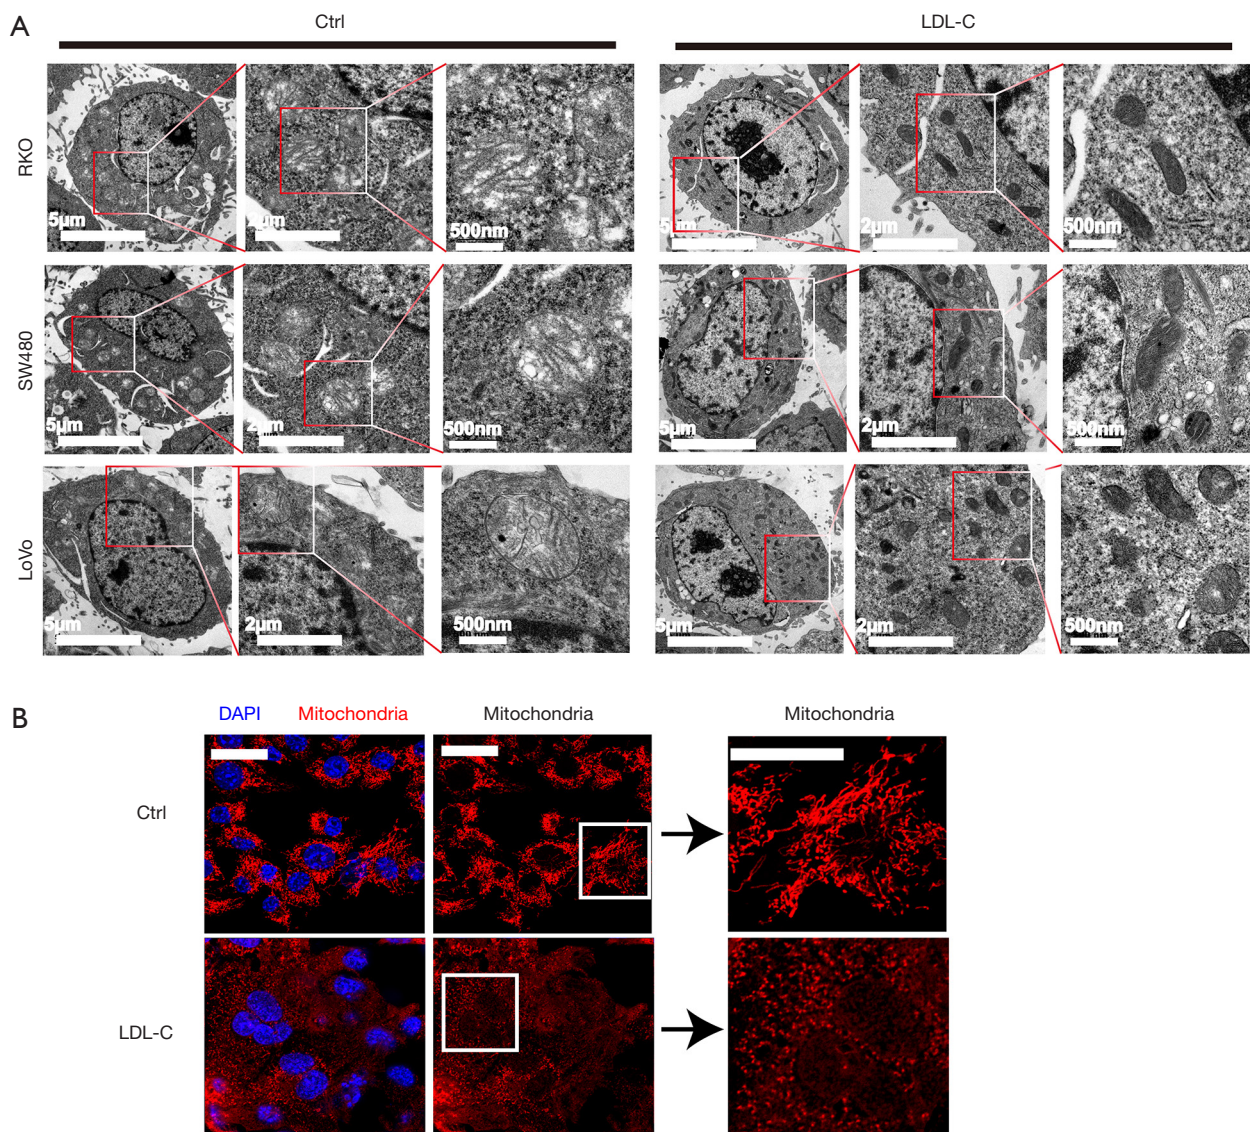 A
Ctrl
LDL-C
RKO
5μm
2μm
500nm
5μm
2μm
500nm
SW480
5μm
2μm
500nm
5μm
2μm
500nm
LoVo
5μm
2μm
500nm
5μm
2μm
500nm
B
DAPI
Mitochondria
Mitochondria
Mitochondria
Ctrl
LDL-C